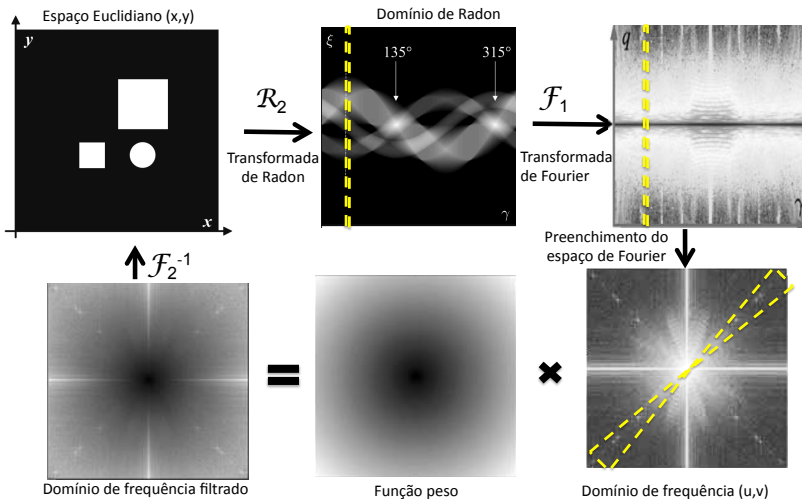 Espaço Euclidiano (x,y)
y
x
R₂
Transformada
de Radon
Domínio de Radon
ξ
135°
315°
γ
F₁
Transformada
de Fourier
q
γ
Preenchimento do
espaço de Fourier
F₂⁻¹
=
×
Domínio de frequência filtrado
Função peso
Domínio de frequência (u,v)